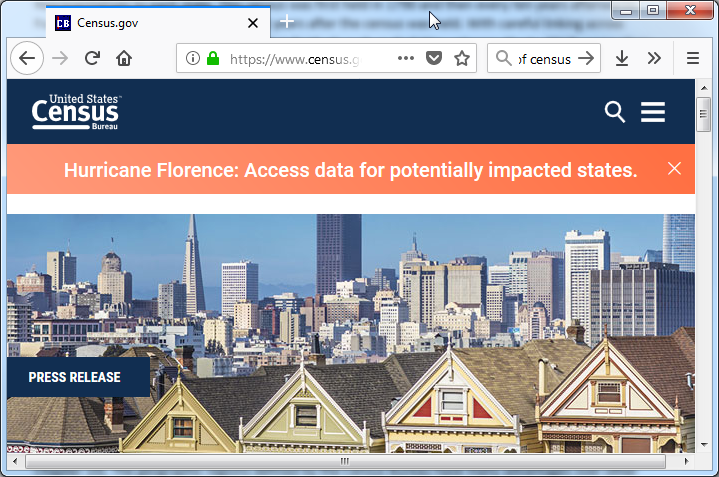 Census.gov
https://www.census.g
of census
United States™
Census
Bureau
Hurricane Florence: Access data for potentially impacted states.
PRESS RELEASE